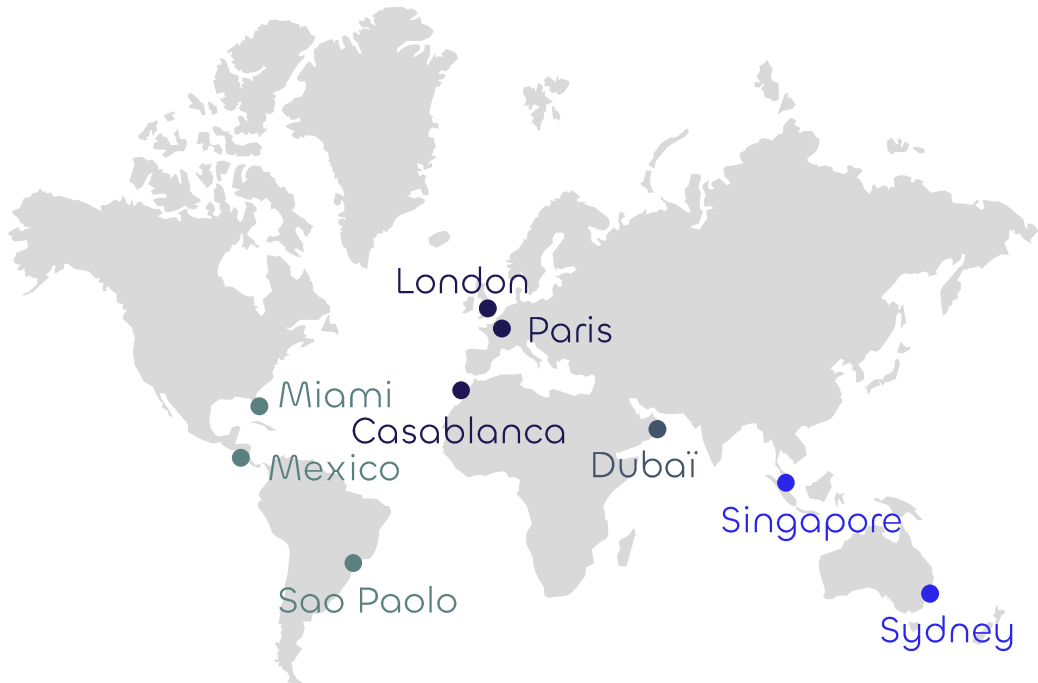 London
Paris
Miami
Casablanca
Mexico
Dubaï
Singapore
Sao Paolo
Sydney